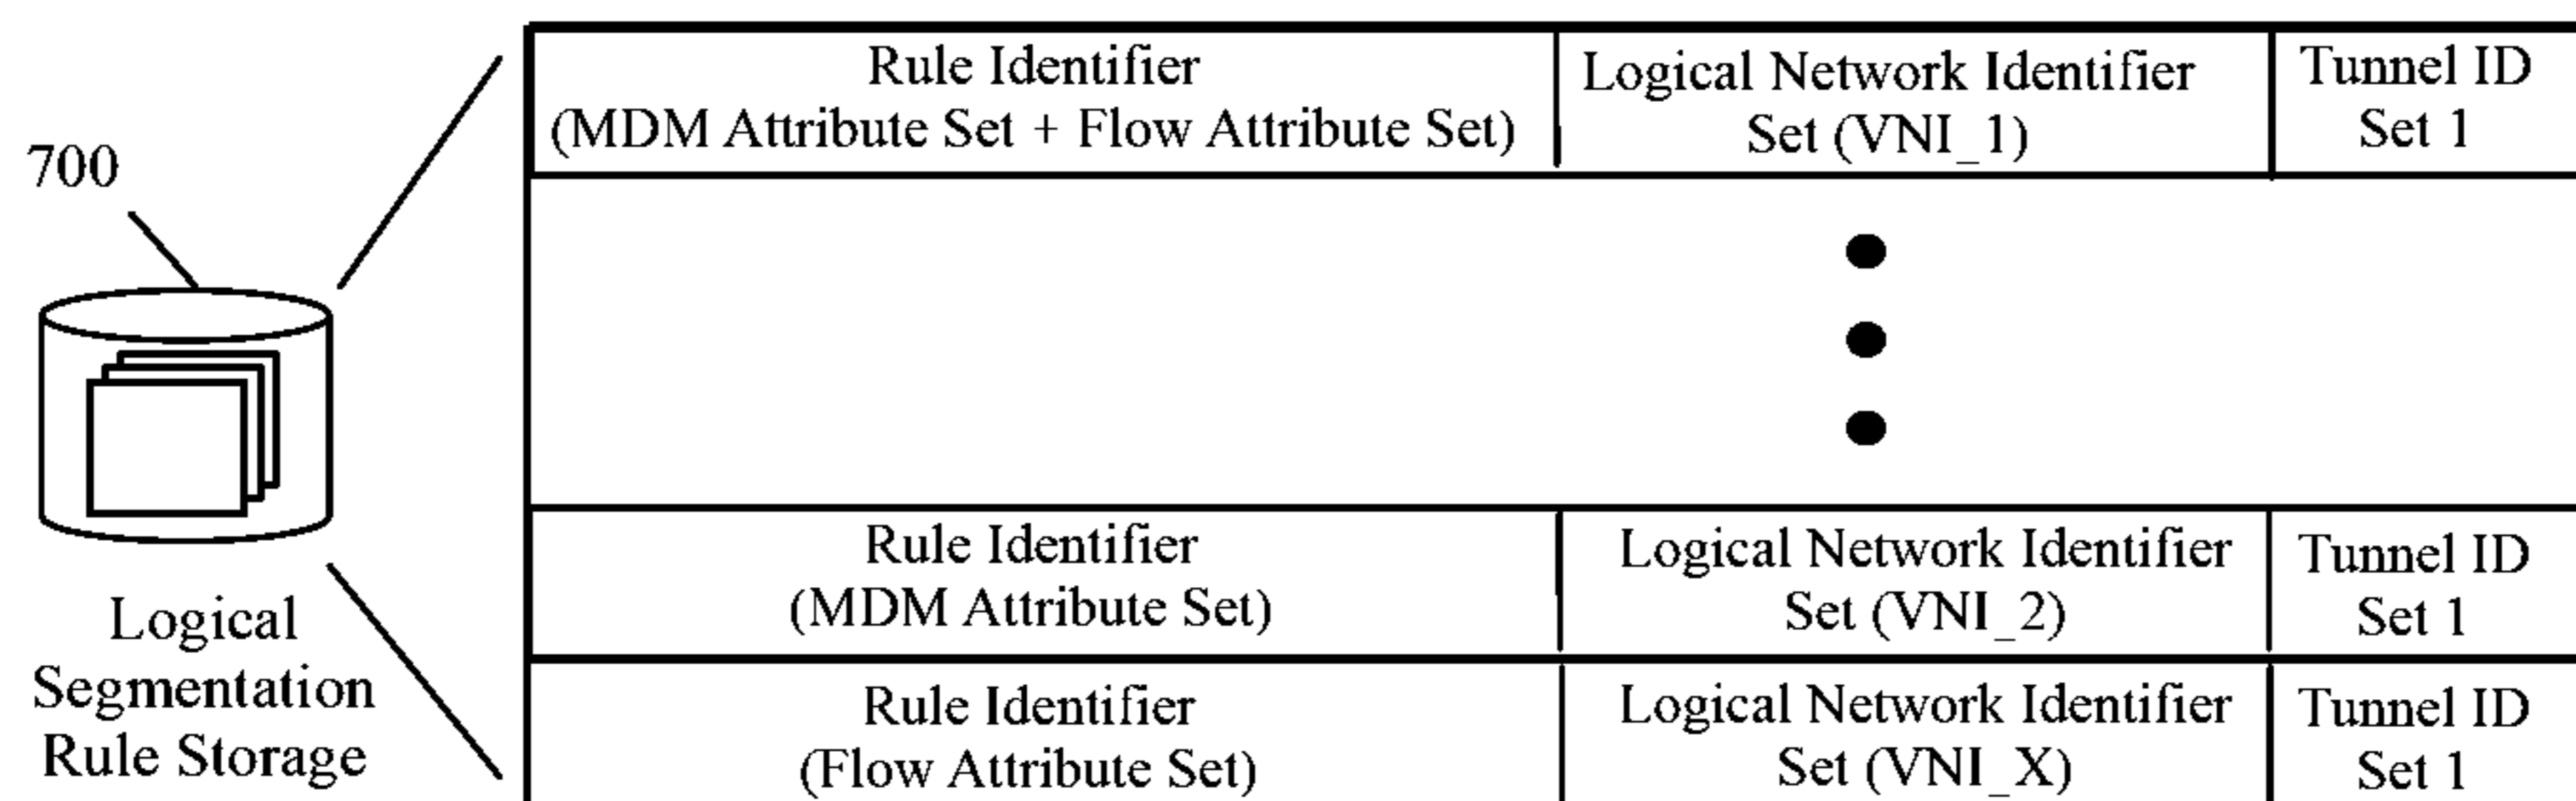 Rule Identifier
(MDM Attribute Set + Flow Attribute Set)
Logical Network Identifier
Set (VNI_1)
Tunnel ID
Set 1
700
Rule Identifier
(MDM Attribute Set)
Logical Network Identifier
Set (VNI_2)
Tunnel ID
Set 1
Logical
Segmentation
Rule Storage
Rule Identifier
(Flow Attribute Set)
Logical Network Identifier
Set (VNI_X)
Tunnel ID
Set 1